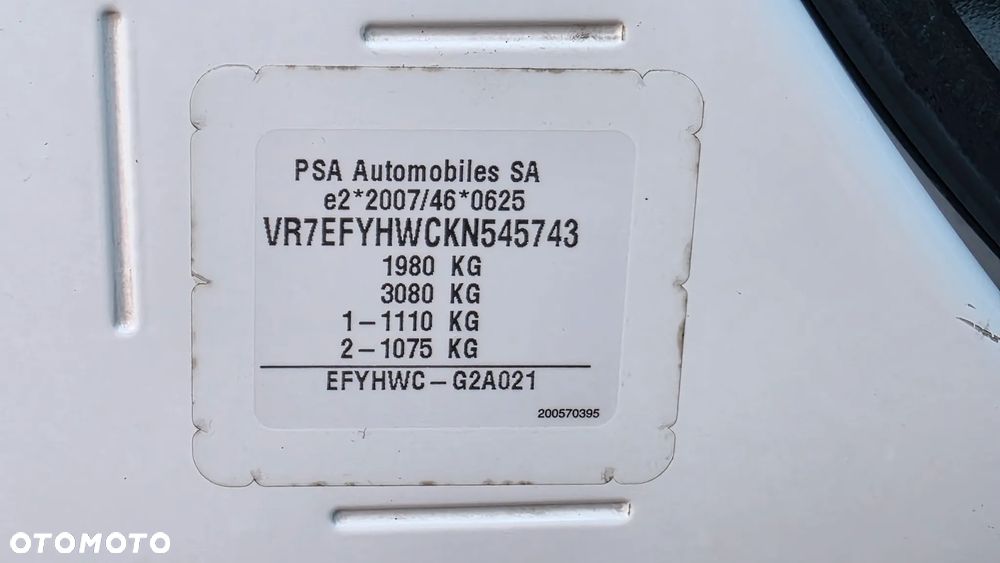 PSA Automobiles SA
e2*2007/46*0625
VR7EFYHWCKN545743
1980 KG
3080 KG
1-1110 KG
2-1075 KG
EFYHWC-G2A021
200570395
OTOMOTO